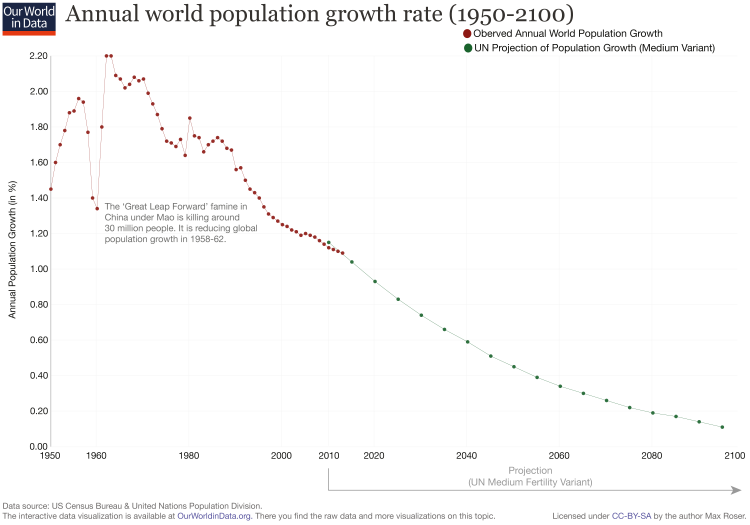 Our World
in Data
Annual world population growth rate (1950-2100)
Oberved Annual World Population Growth
UN Projection of Population Growth (Medium Variant)
Annual Population Growth (in %)
2.20
2.00
1.80
1.60
1.40
1.20
1.00
0.80
0.60
0.40
0.20
0.00
The 'Great Leap Forward' famine in
China under Mao is killing around
30 million people. It is reducing global
population growth in 1958-62.
1950 1960 1980 2000 2020 2040 2060 2080 2100
Projection
(UN Medium Fertility Variant)
Data source: US Census Bureau & United Nations Population Division.
The interactive data visualization is available at OurWorldinData.org. There you find the raw data and more visualizations on this topic.
Licensed under CC-BY-SA by the author Max Roser.